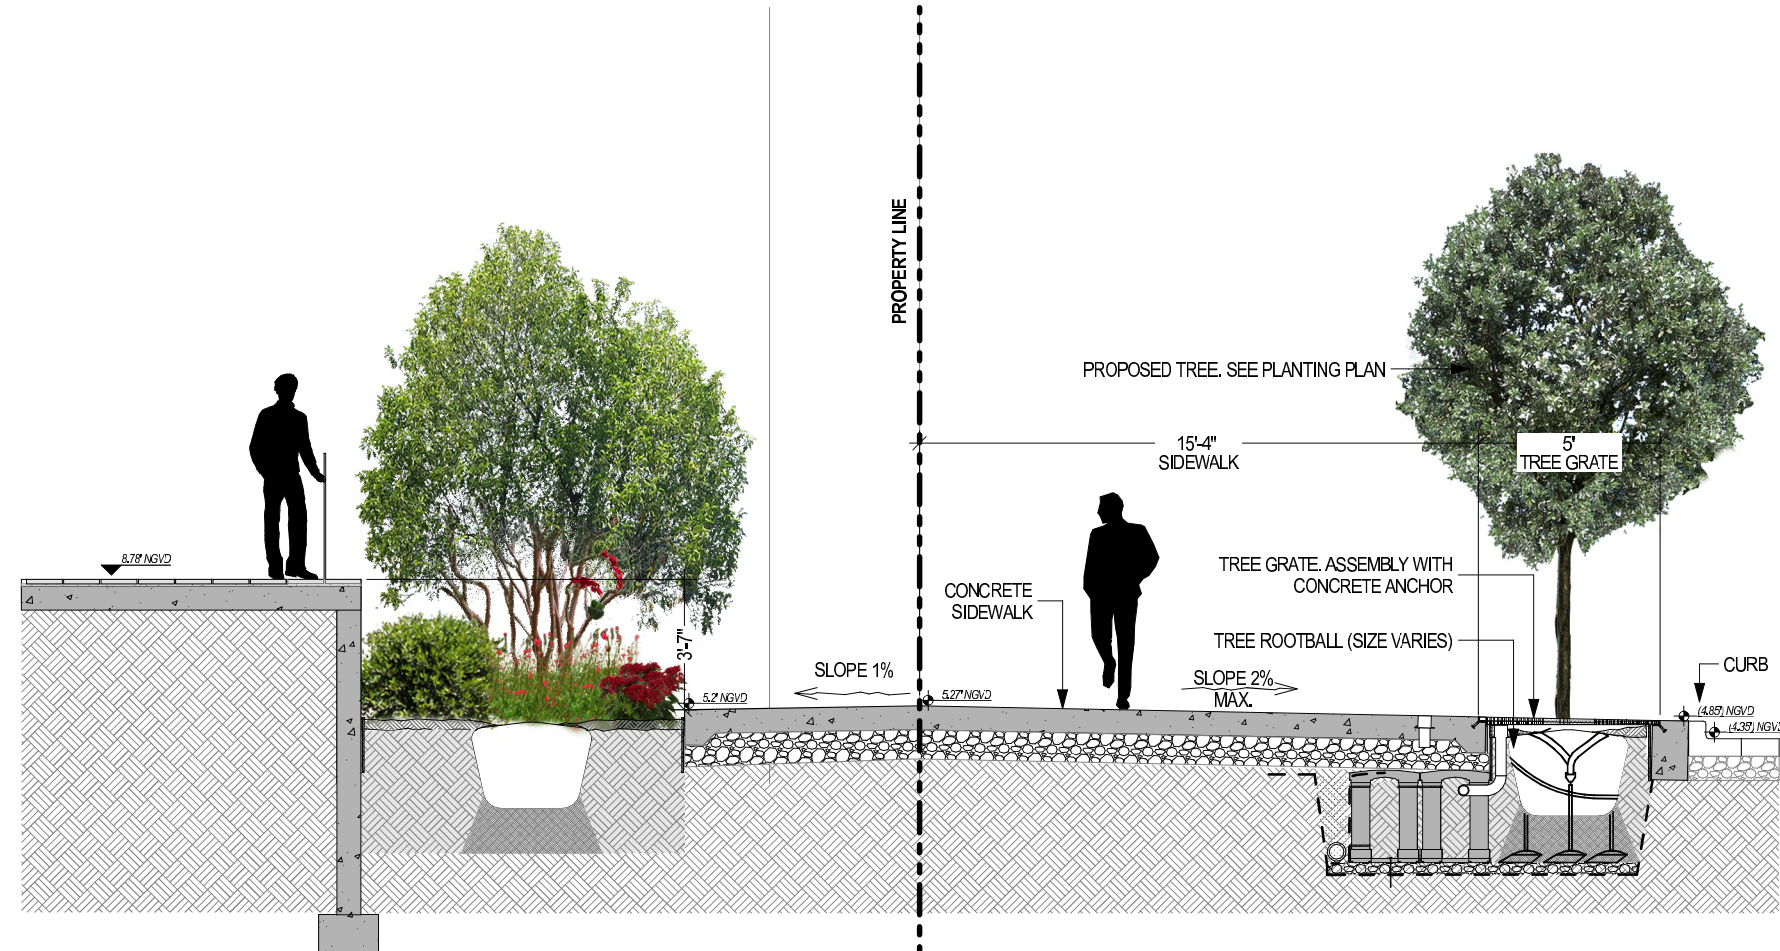 PROPERTY LINE
PROPOSED TREE. SEE PLANTING PLAN
15'-4"
SIDEWALK
5'
TREE GRATE
8.78' NGVD
TREE GRATE. ASSEMBLY WITH
CONCRETE ANCHOR
CONCRETE
SIDEWALK
3'-7"
TREE ROOTBALL (SIZE VARIES)
SLOPE 1%
SLOPE 2%
MAX.
CURB
5.2' NGVD
5.27' NGVD
(4.85') NGVD
(4.35') NGVD